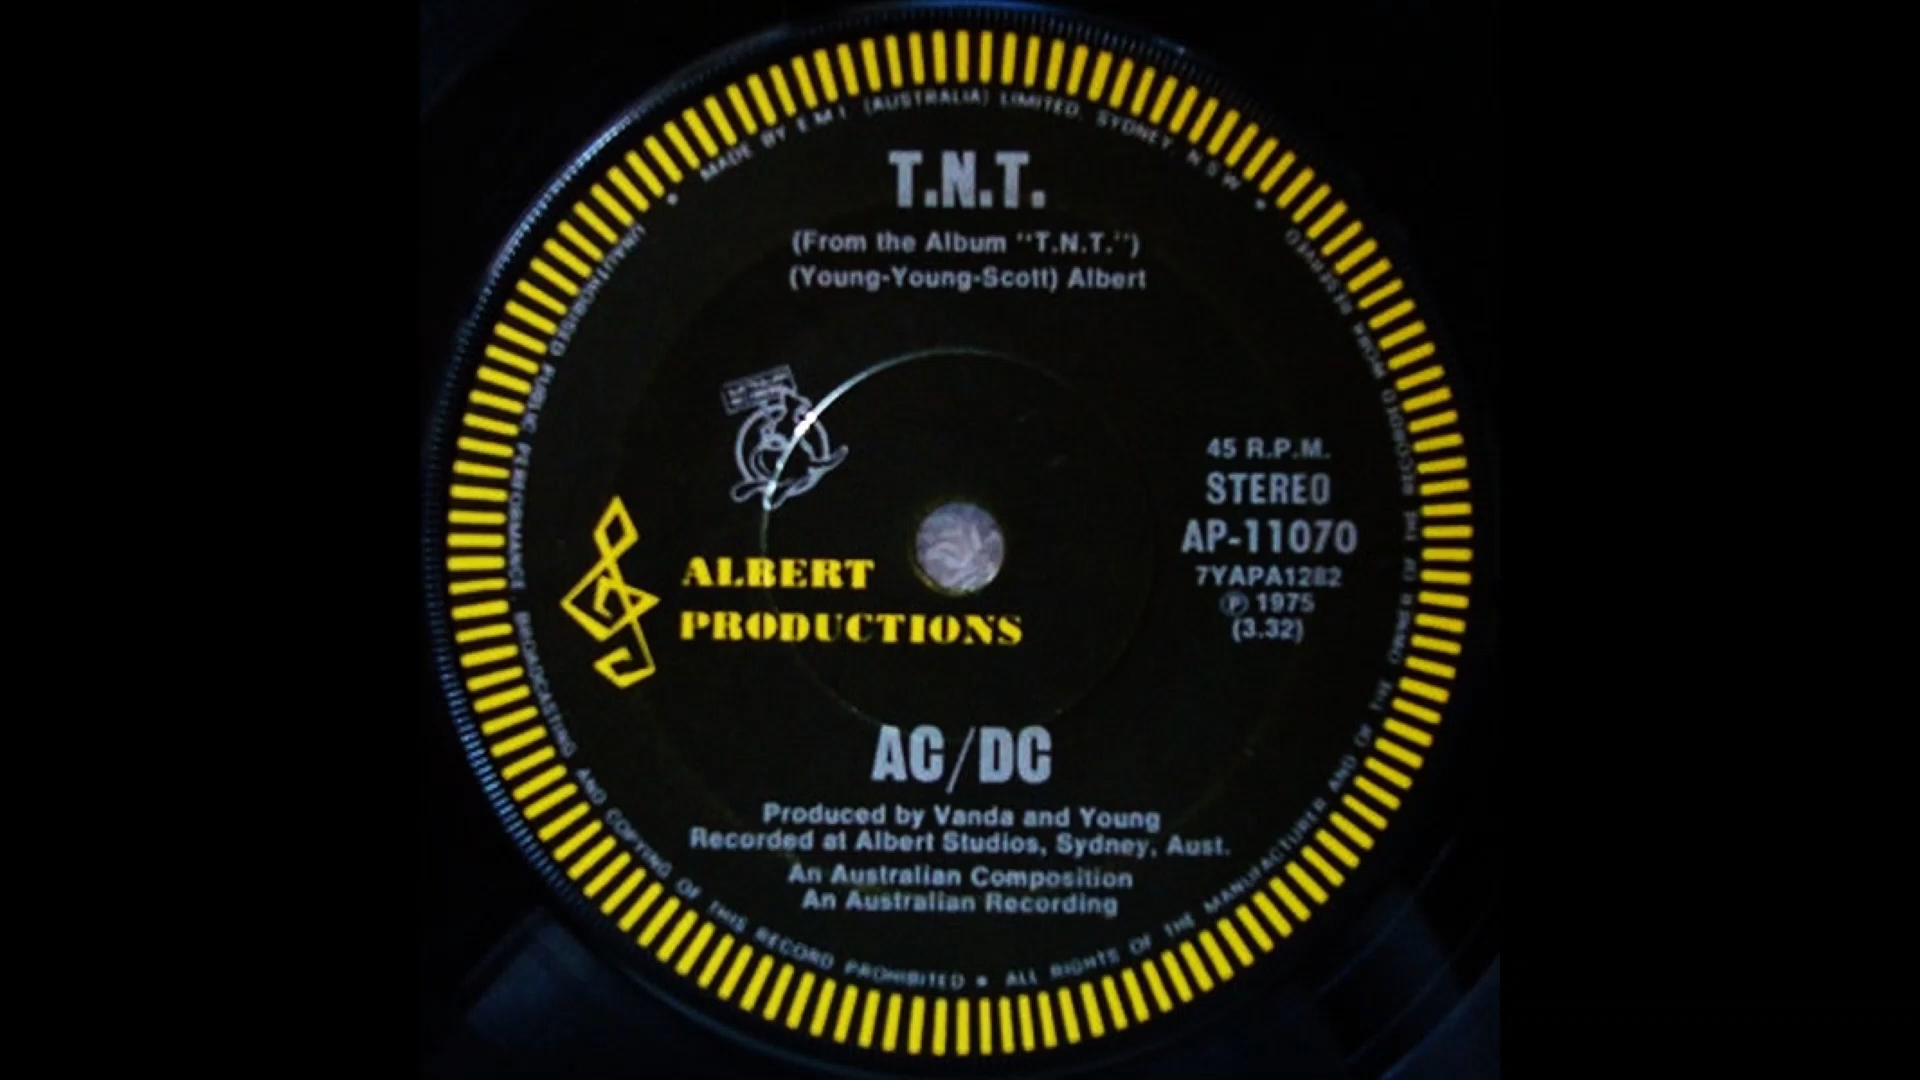 MADE BY E M I (AUSTRALIA) LIMITED, SYDNEY, N S W
T.N.T.
(From the Album "T.N.T.")
(Young-Young-Scott) Albert
45 R.P.M.
STEREO
AP-11070
7YAPA1282
Ⓟ 1975
(3.32)
ALBERT
PRODUCTIONS
AC/DC
Produced by Vanda and Young
Recorded at Albert Studios, Sydney, Aust.
An Australian Composition
An Australian Recording
UNAUTHORISED PUBLIC PERFORMANCE, BROADCASTING AND COPYING OF THIS RECORD PROHIBITED • ALL RIGHTS OF THE MANUFACTURER AND OF THE OWNER OF THE RECORDED WORK RESERVED